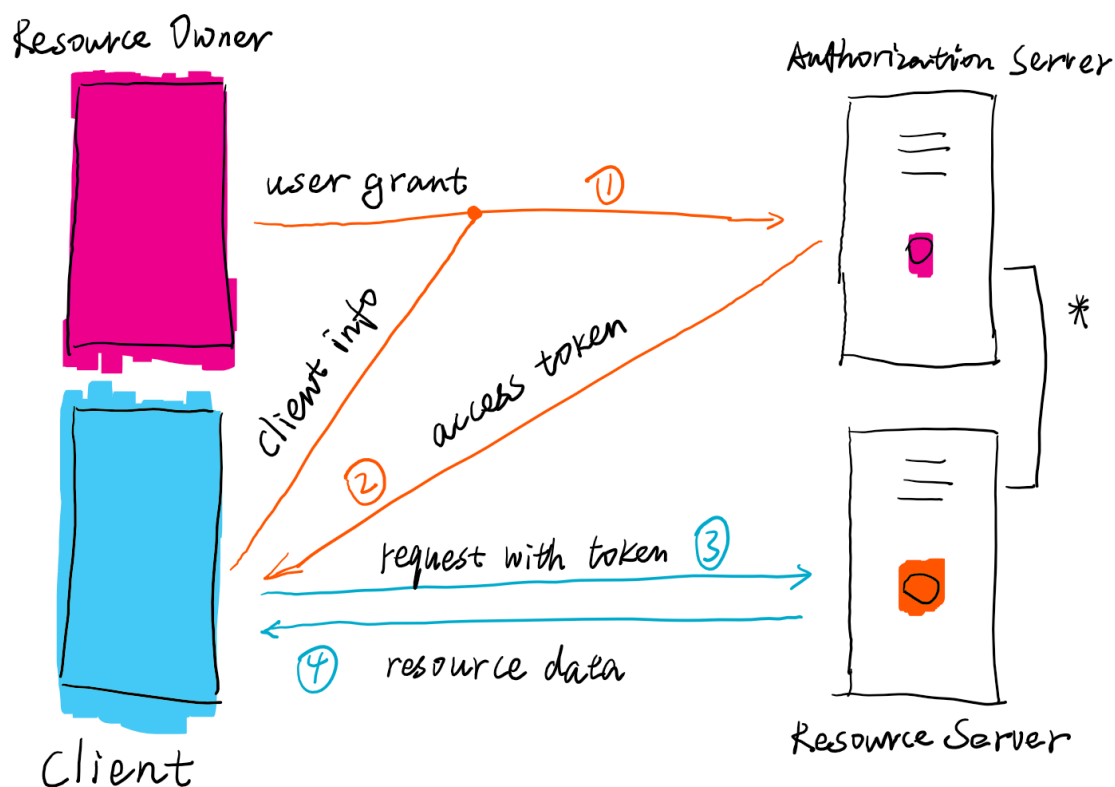 Resource Owner
Authorization Server
user grant
①
client info
access token
*
②
request with token ③
④ resource data
Resource Server
Client